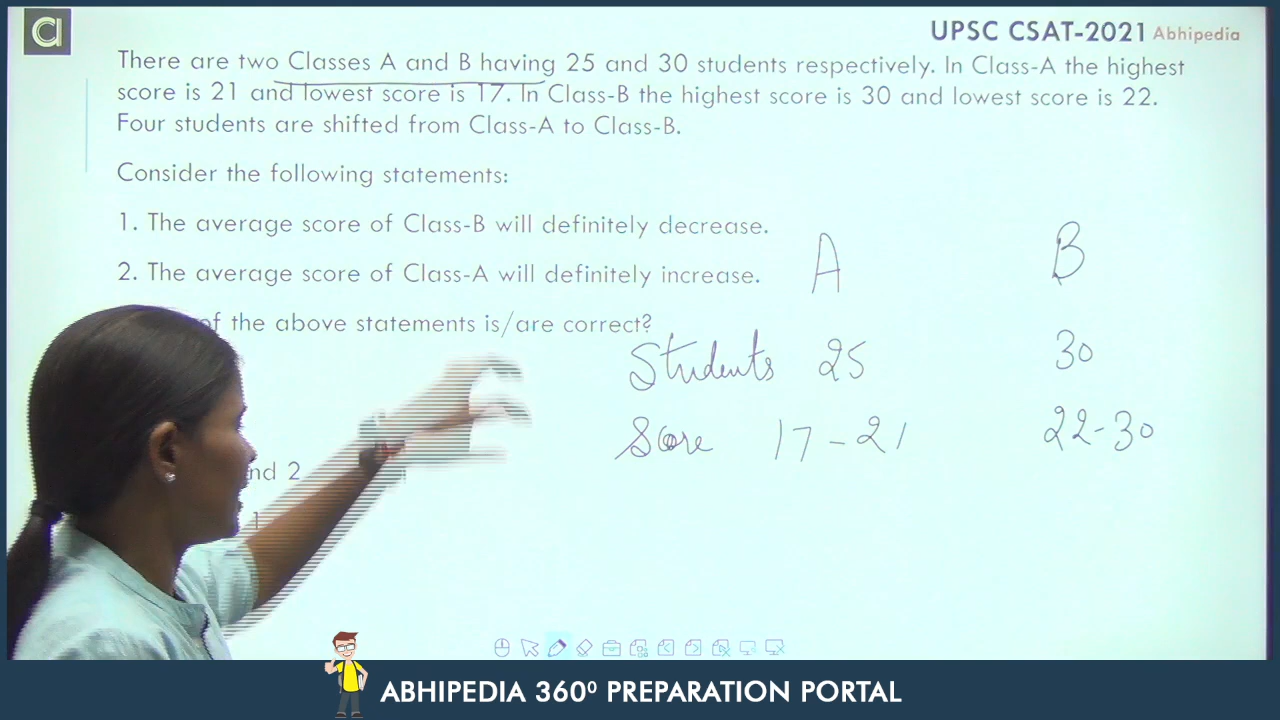 UPSC CSAT-2021 Abhipedia
There are two Classes A and B having 25 and 30 students respectively. In Class-A the highest
score is 21 and lowest score is 17. In Class-B the highest score is 30 and lowest score is 22.
Four students are shifted from Class-A to Class-B.
Consider the following statements:
1. The average score of Class-B will definitely decrease.
2. The average score of Class-A will definitely increase.
of the above statements is/are correct?
and 2
1
A B
Students 25 30
Score 17-21 22-30
ABHIPEDIA 360⁰ PREPARATION PORTAL